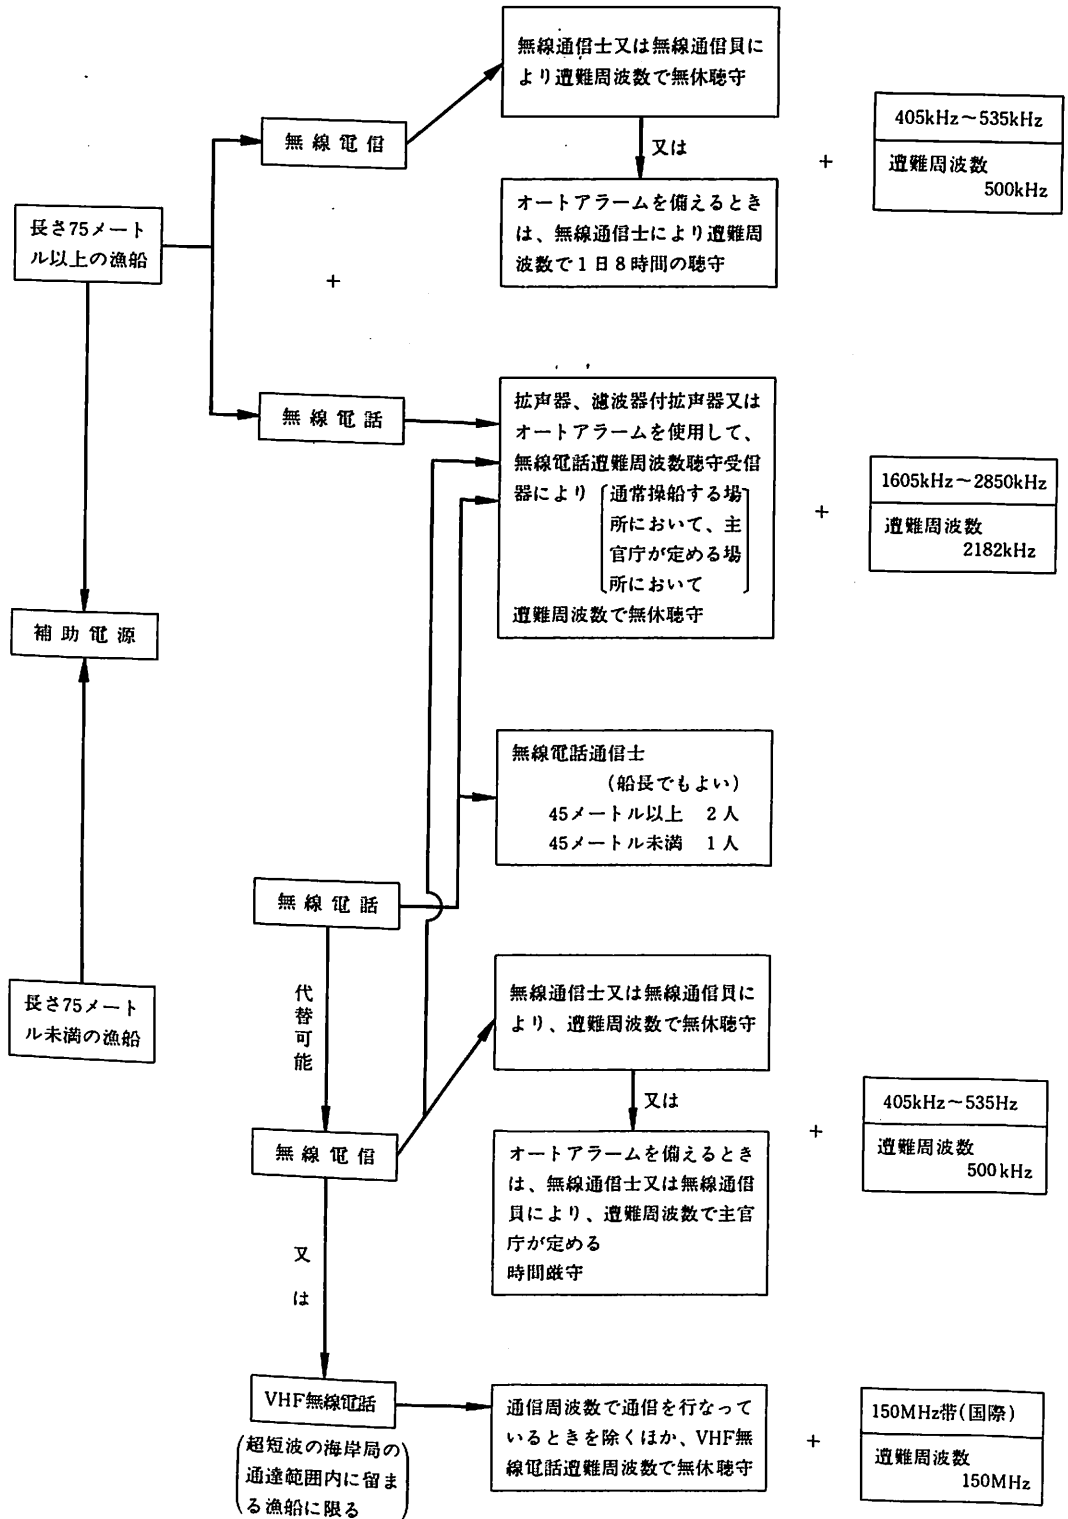 無線通信士又は無線通信員に
より遭難周波数で無休聴守
405kHz～535kHz
無線電信
又は
+
遭難周波数
500kHz
オートアラームを備えるとき
は、無線通信士により遭難周
波数で1日8時間の聴守
長さ75メート
ル以上の漁船
+
無線電話
拡声器、濾波器付拡声器又は
オートアラームを使用して、
無線電話遭難周波数聴守受信
器により
通常操船する場
所において、主
官庁が定める場
所において
遭難周波数で無休聴守
+
1605kHz～2850kHz
遭難周波数
2182kHz
補助電源
無線電話通信士
(船長でもよい)
45メートル以上 2人
45メートル未満 1人
無線電話
代替可能
長さ75メート
ル未満の漁船
無線通信士又は無線通信員に
より、遭難周波数で無休聴守
又は
無線電信
オートアラームを備えるとき
は、無線通信士又は無線通信
員により、遭難周波数で主官
庁が定める
時間厳守
+
405kHz～535Hz
遭難周波数
500kHz
又は
VHF無線電話
(超短波の海岸局の
通達範囲内に留ま
る漁船に限る
通信周波数で通信を行なって
いるときを除くほか、VHF無
線電話遭難周波数で無休聴守
+
150MHz帯(国際)
遭難周波数
150MHz